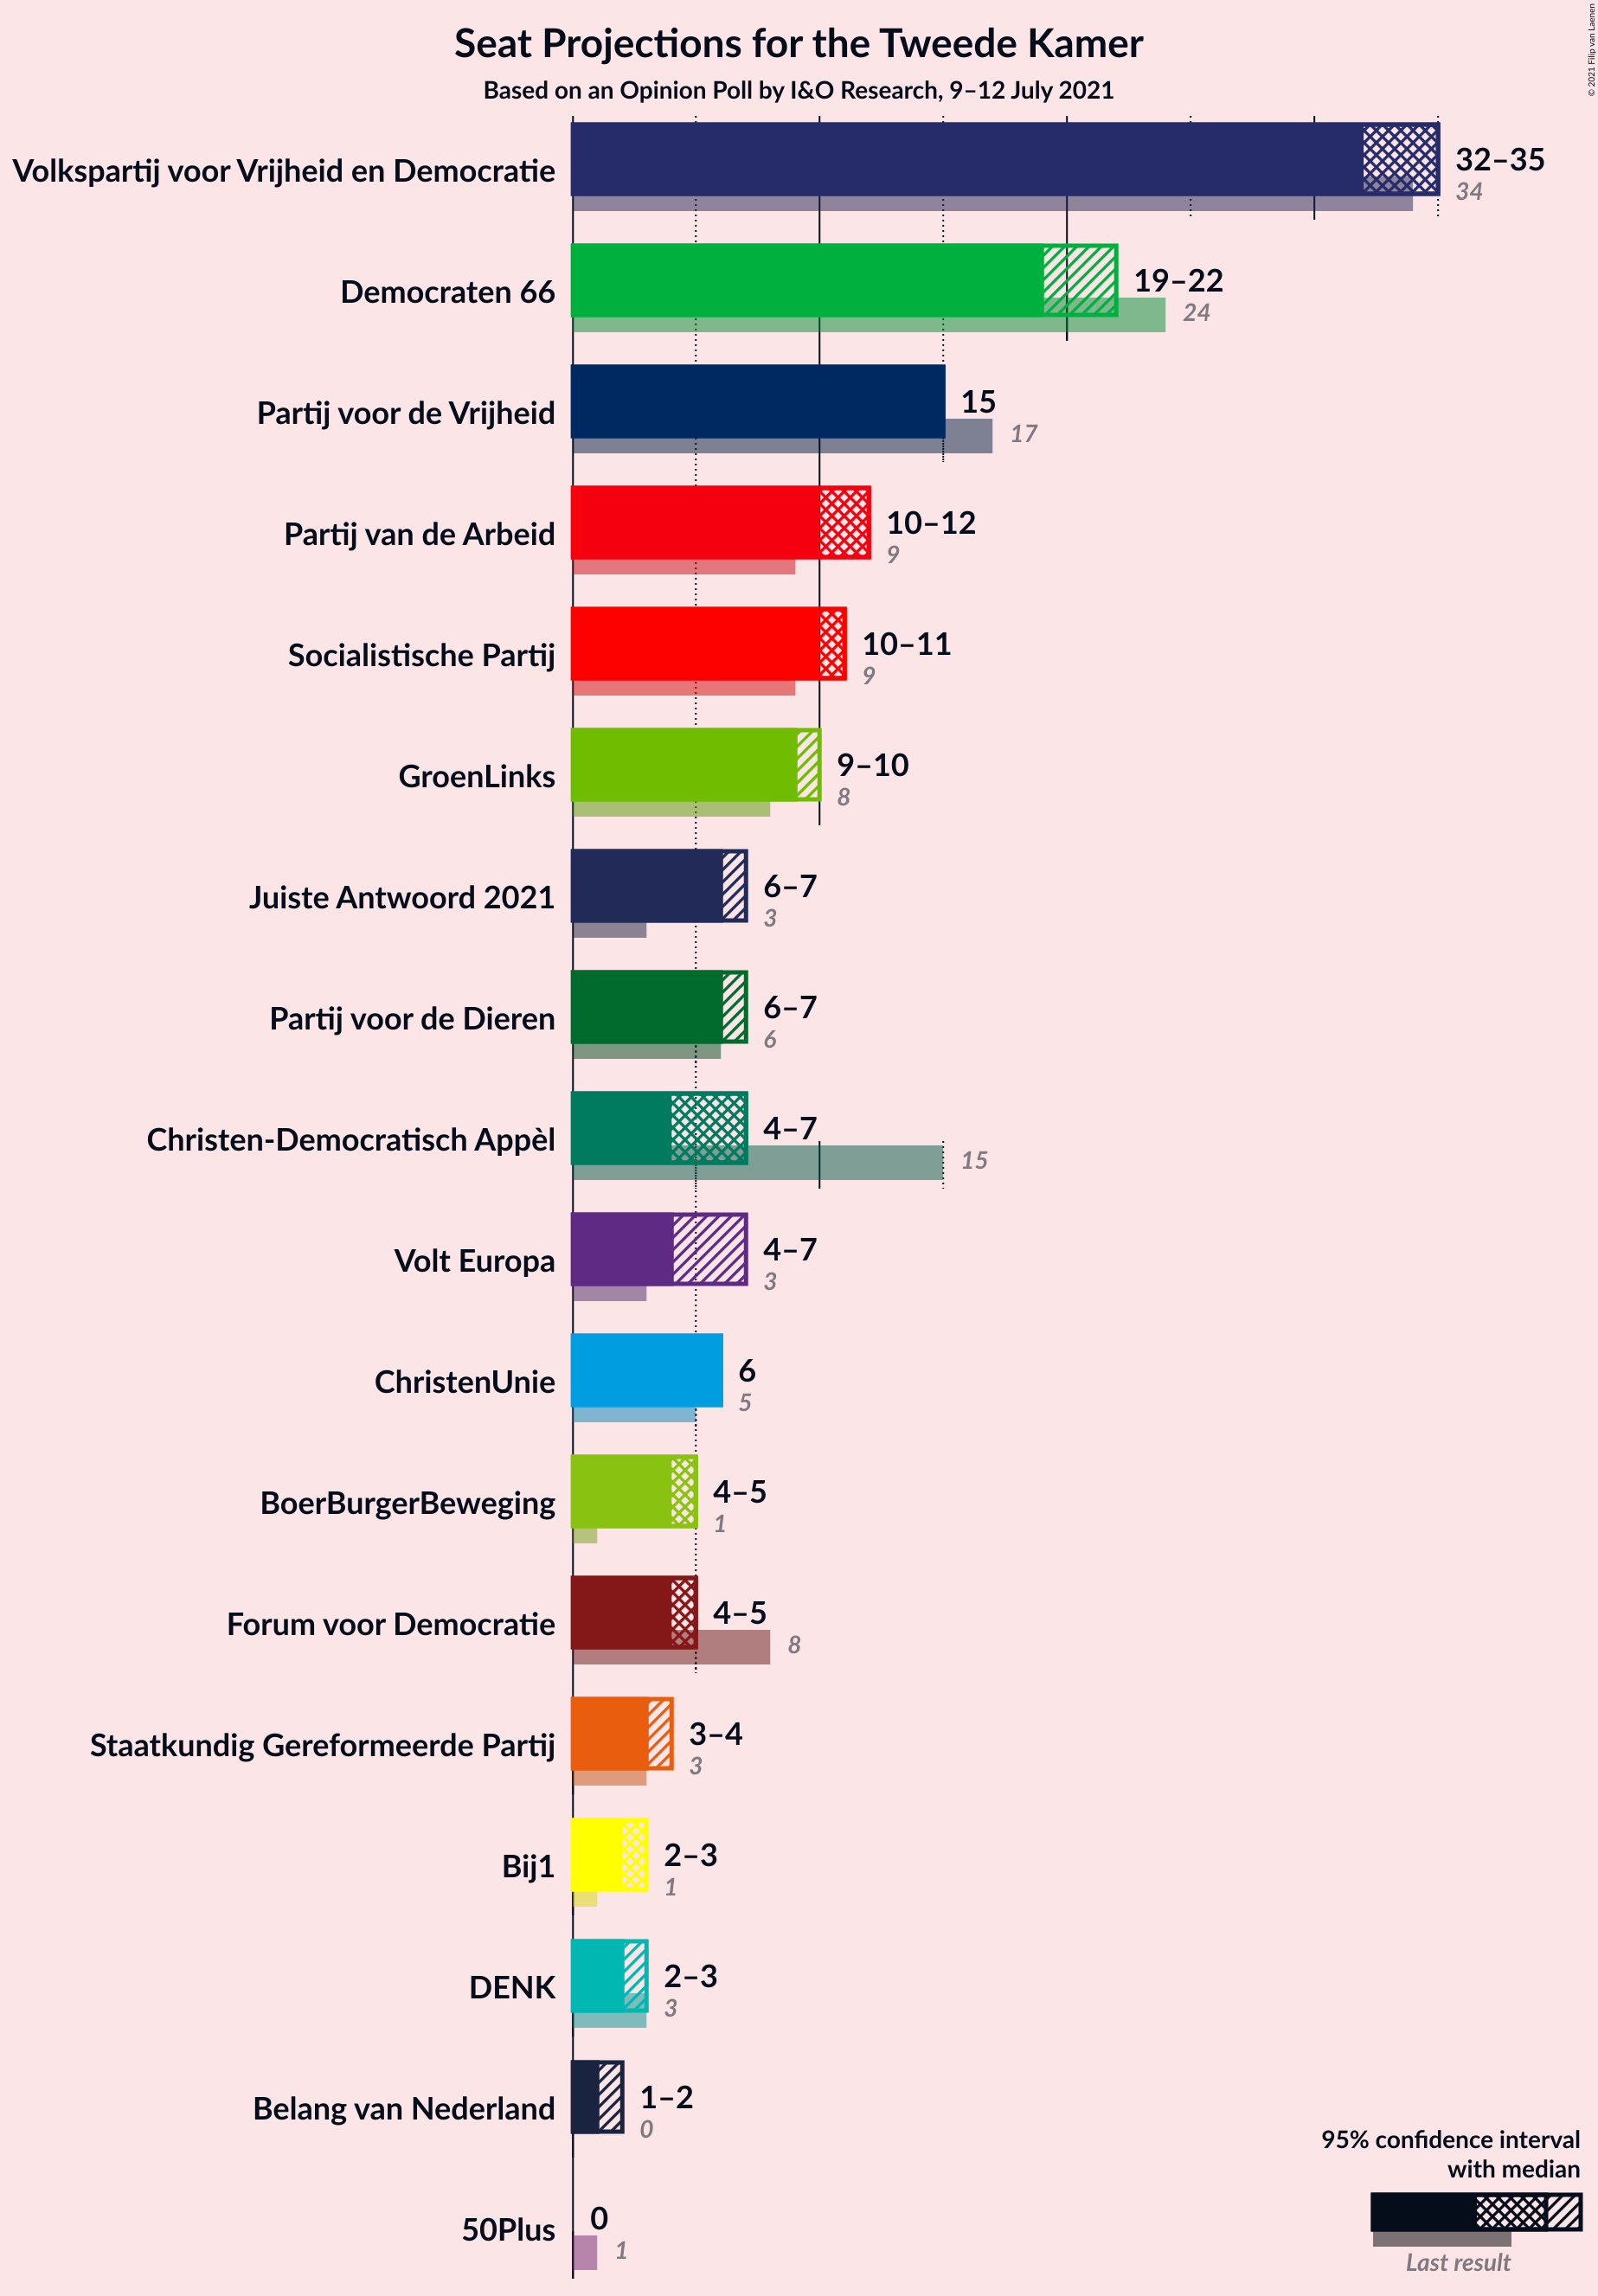 Seat Projections for the Tweede Kamer
Based on an Opinion Poll by I&O Research, 9–12 July 2021
© 2021 Filip van Laenen
Volkspartij voor Vrijheid en Democratie
32–35
34
Democraten 66
19–22
24
Partij voor de Vrijheid
15
17
Partij van de Arbeid
10–12
9
Socialistische Partij
10–11
9
GroenLinks
9–10
8
Juiste Antwoord 2021
6–7
3
Partij voor de Dieren
6–7
6
Christen-Democratisch Appèl
4–7
15
Volt Europa
4–7
3
ChristenUnie
6
5
BoerBurgerBeweging
4–5
1
Forum voor Democratie
4–5
8
Staatkundig Gereformeerde Partij
3–4
3
Bij1
2–3
1
DENK
2–3
3
Belang van Nederland
1–2
0
50Plus
0
1
95% confidence interval
with median
Last result